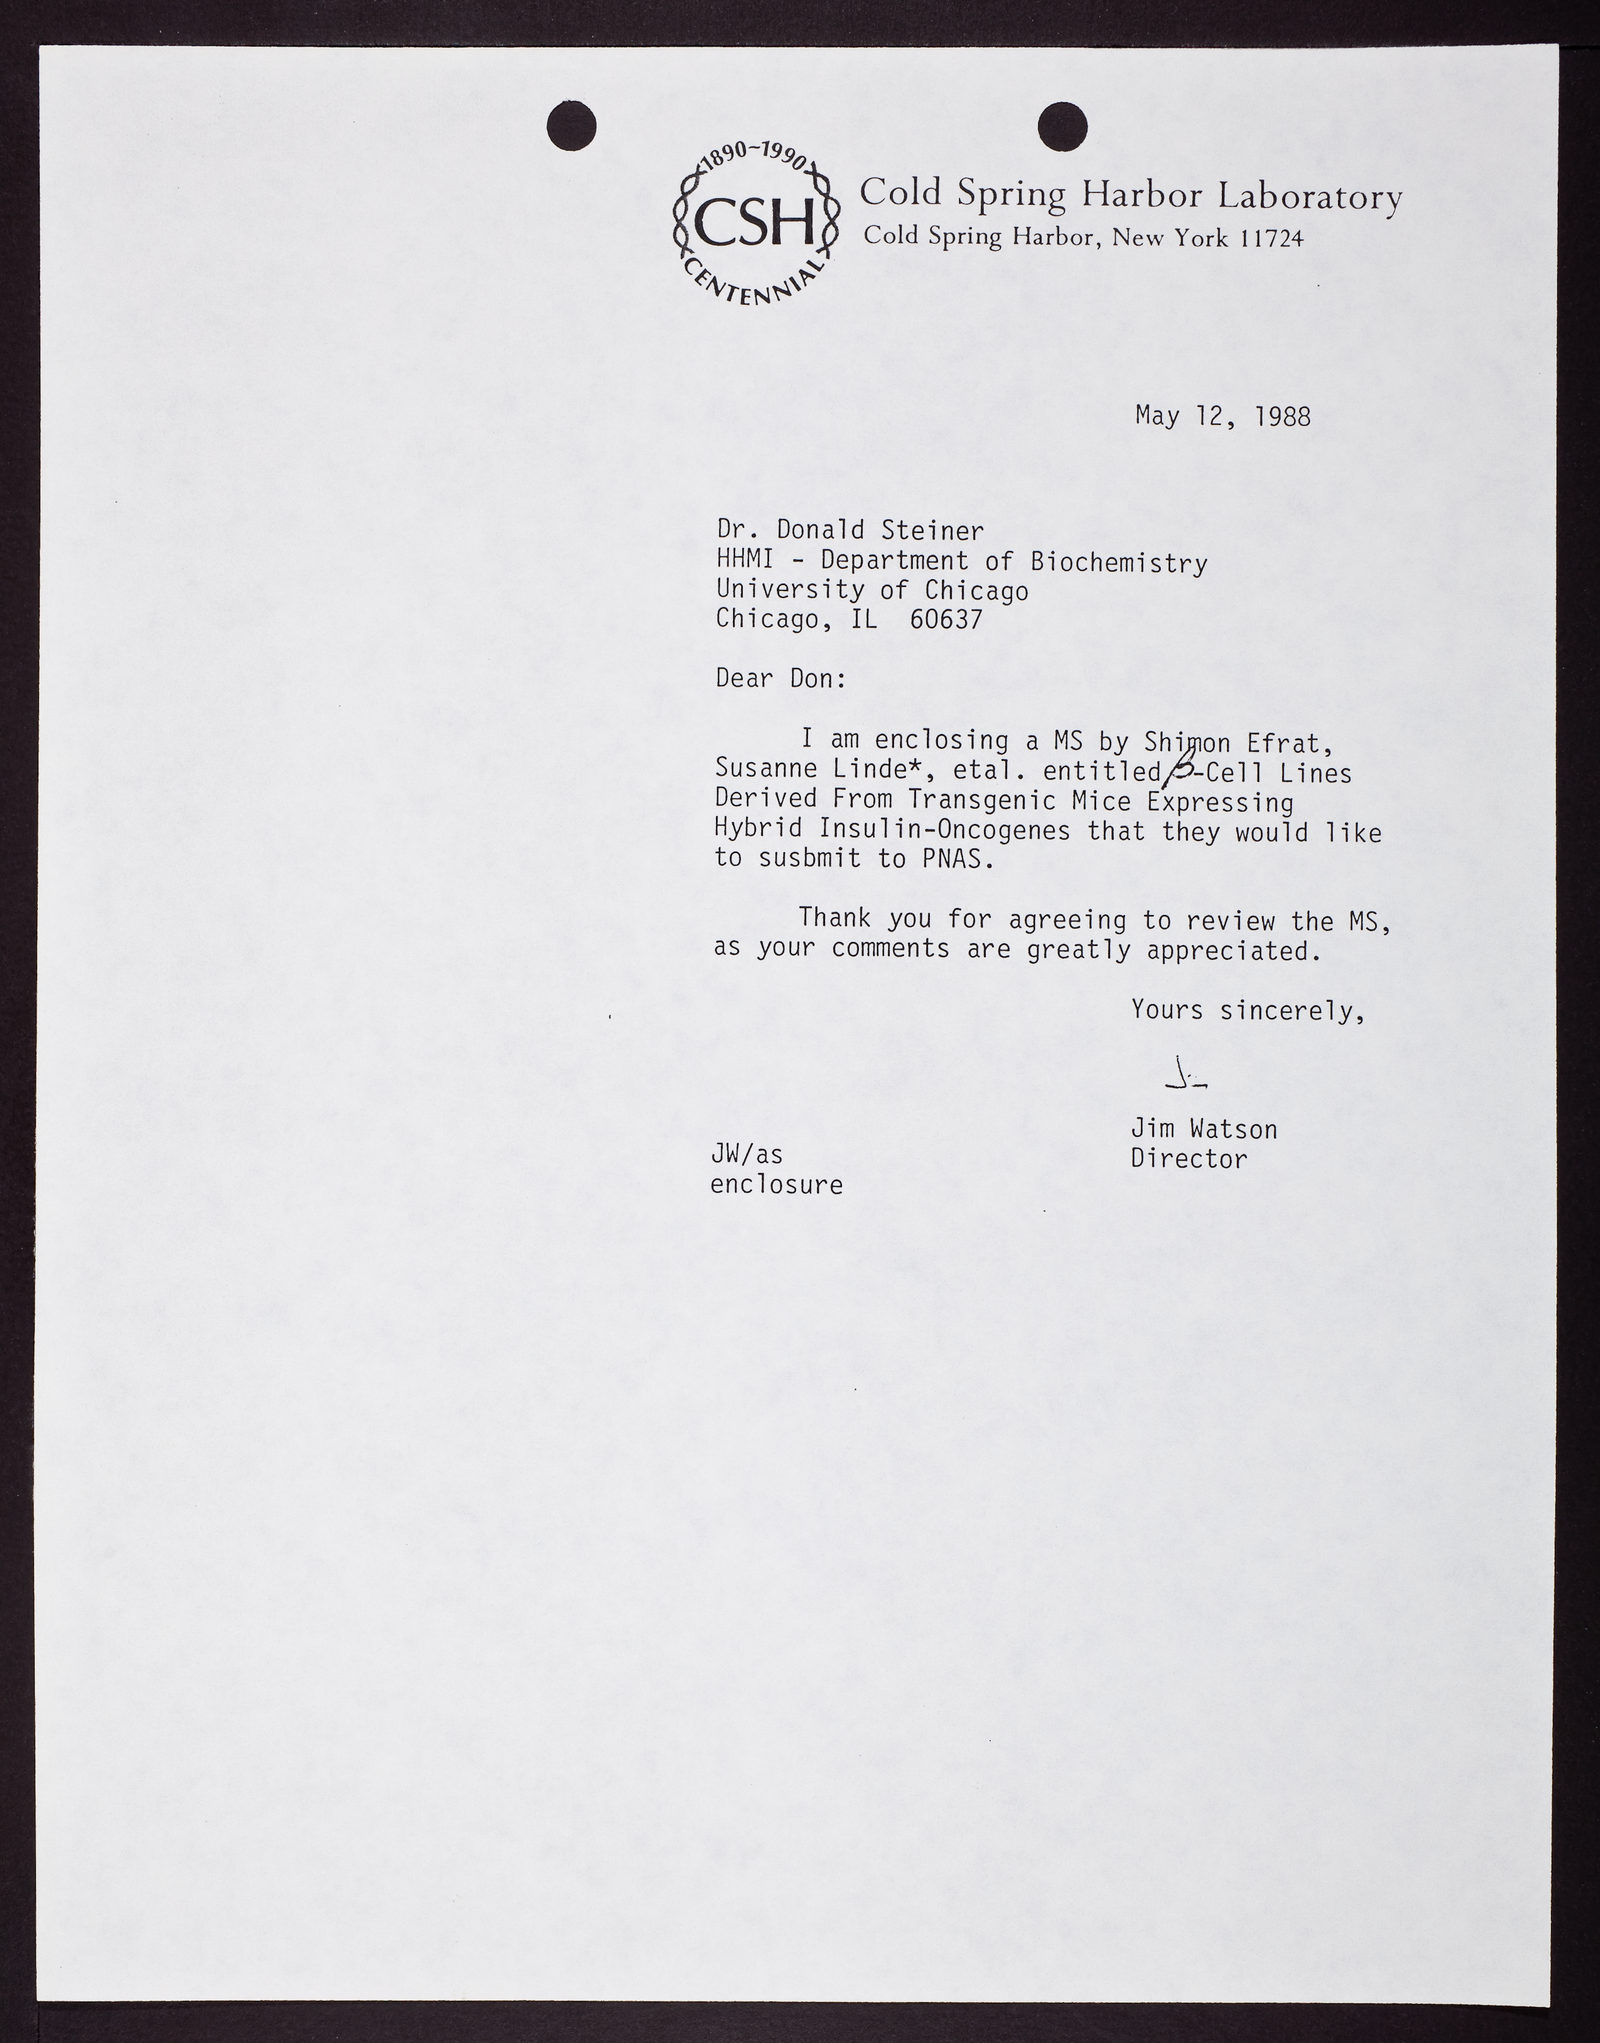 1890~1990
CSH
CENTENNIAL
Cold Spring Harbor Laboratory
Cold Spring Harbor, New York 11724
May 12, 1988
Dr. Donald Steiner
HHMI - Department of Biochemistry
University of Chicago
Chicago, IL  60637
Dear Don:
I am enclosing a MS by Shimon Efrat,
Susanne Linde*, etal. entitled β-Cell Lines
Derived From Transgenic Mice Expressing
Hybrid Insulin-Oncogenes that they would like
to susbmit to PNAS.
Thank you for agreeing to review the MS,
as your comments are greatly appreciated.
Yours sincerely,
Jim
Jim Watson
Director
JW/as
enclosure